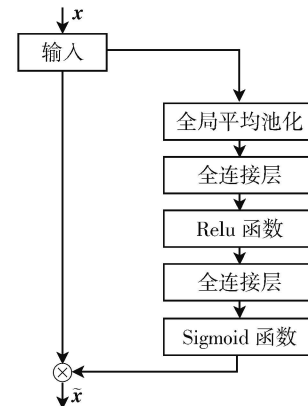 x
输入
全局平均池化
全连接层
Relu 函数
全连接层
Sigmoid 函数
⊗
x̃